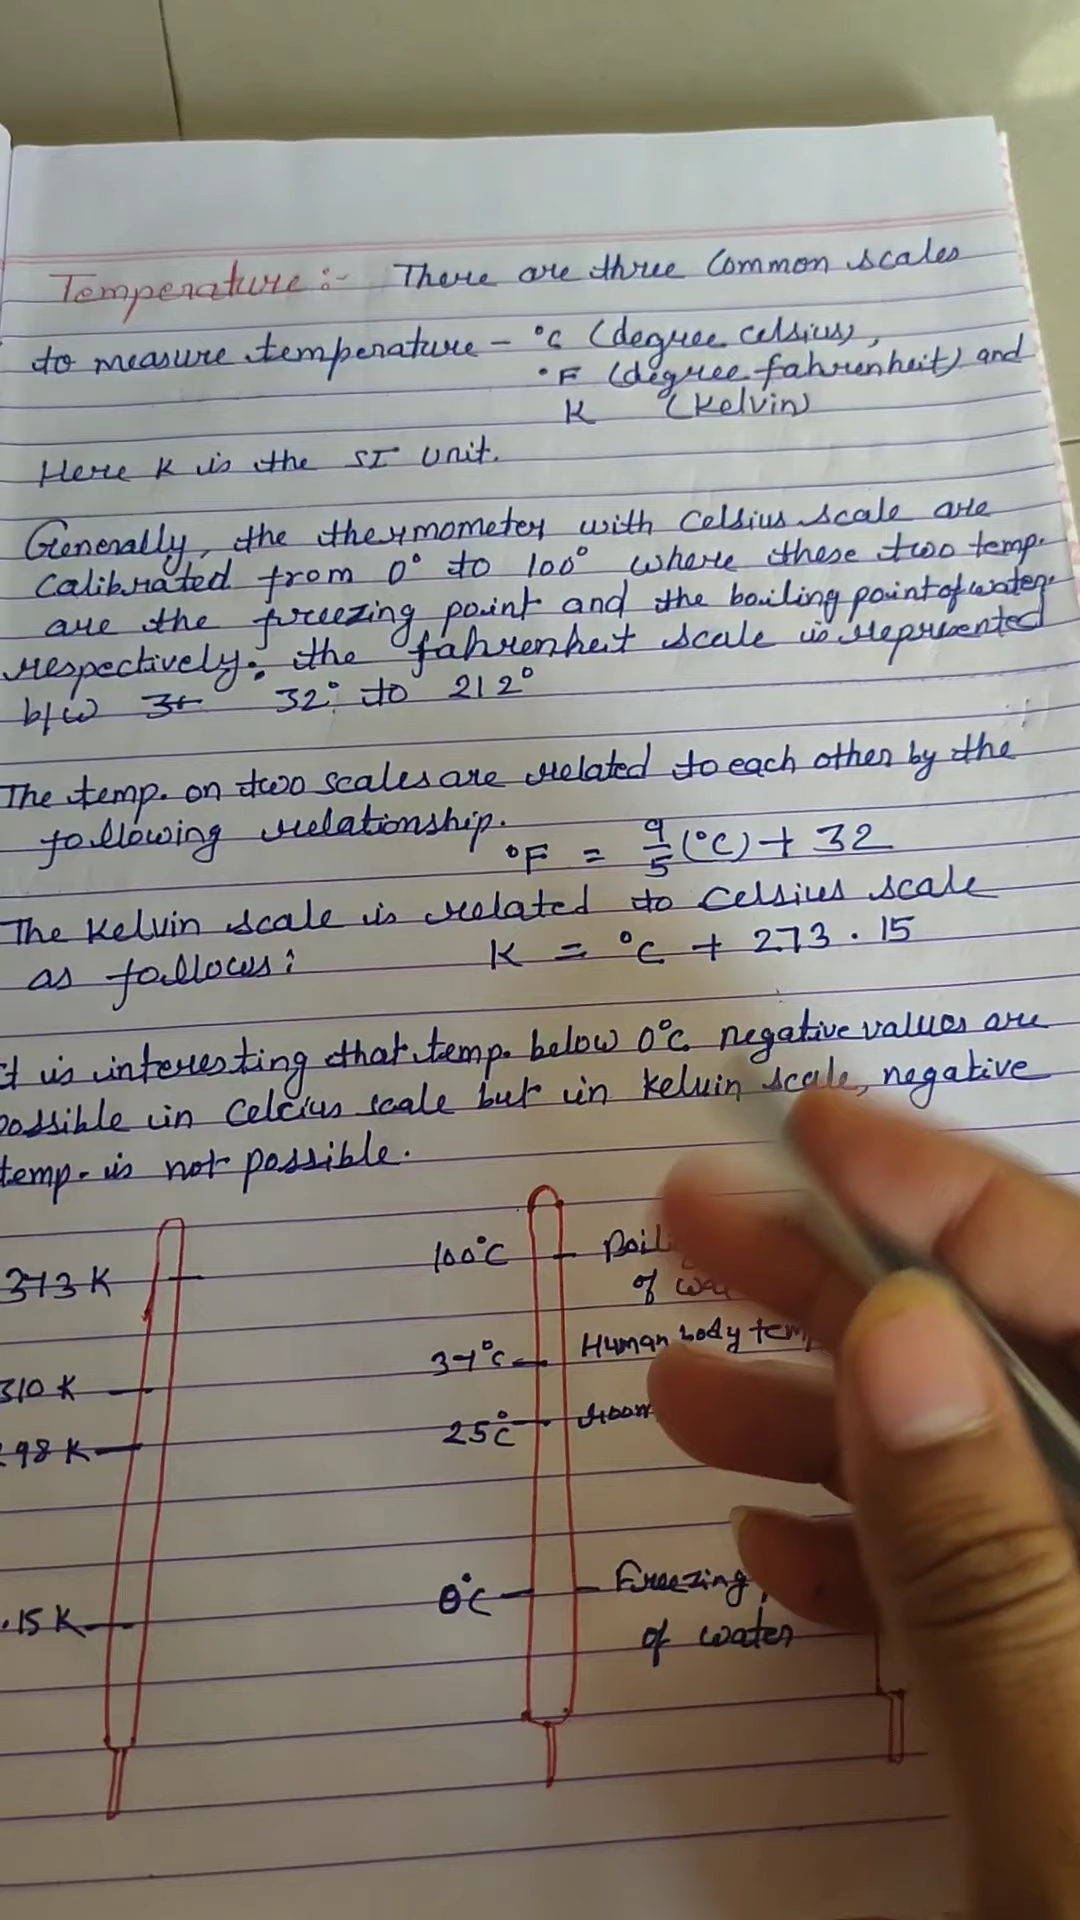 Temperature :- There are three Common scales
to measure temperature - °C (degree celsius),
°F (degree fahrenheit) and
K (Kelvin)
Here K is the SI Unit.
Generally, the thermometer with Celsius scale are
Calibrated from 0° to 100° where these two temp.
are the freezing point and the boiling point of water
respectively. The fahrenheit scale is represented
b/w 32° to 212°
The temp. on two scales are related to each other by the
following relationship.
°F = 9/5 (°C) + 32
The Kelvin scale is related to Celsius scale
as follows:
K = °C + 273.15
It is interesting that temp. below 0°C negative values are
possible in Celcius scale but in Kelvin scale, negative
temp. is not possible.
373 K 100°C
of
310 K 37°C Human body temp
98 K 25°C
.15 K 0°C Freezing
of water